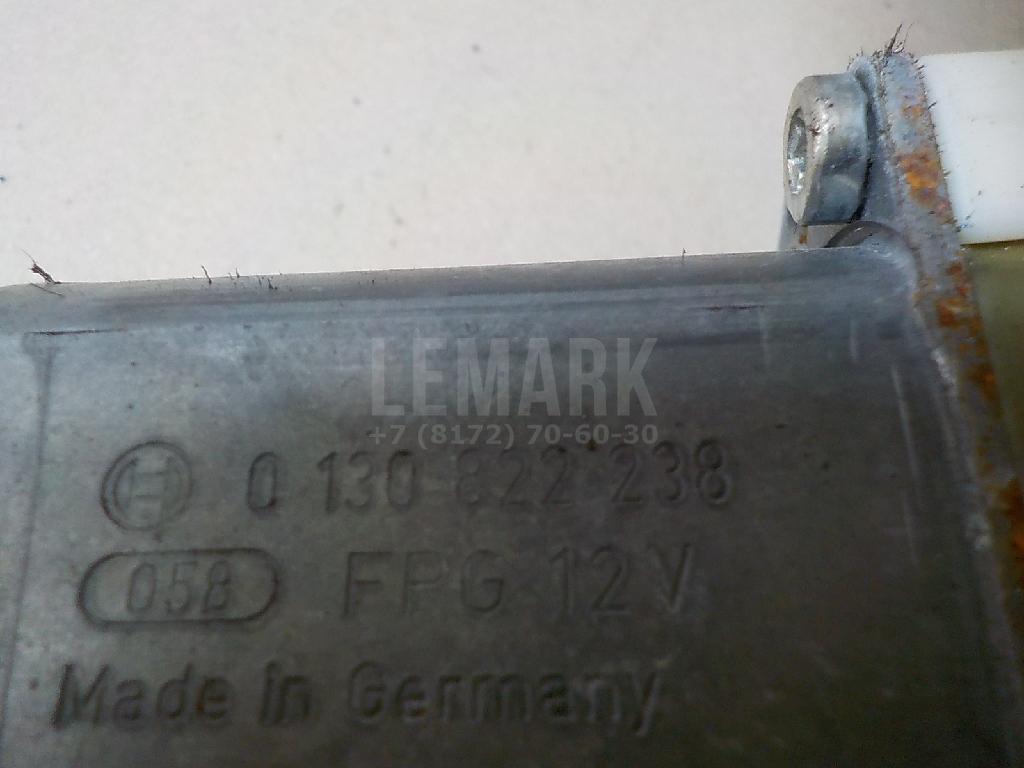 LEMARK
+7 (8172) 70-60-30
0 130 822 238
058 FPG 12V
Made in Germany